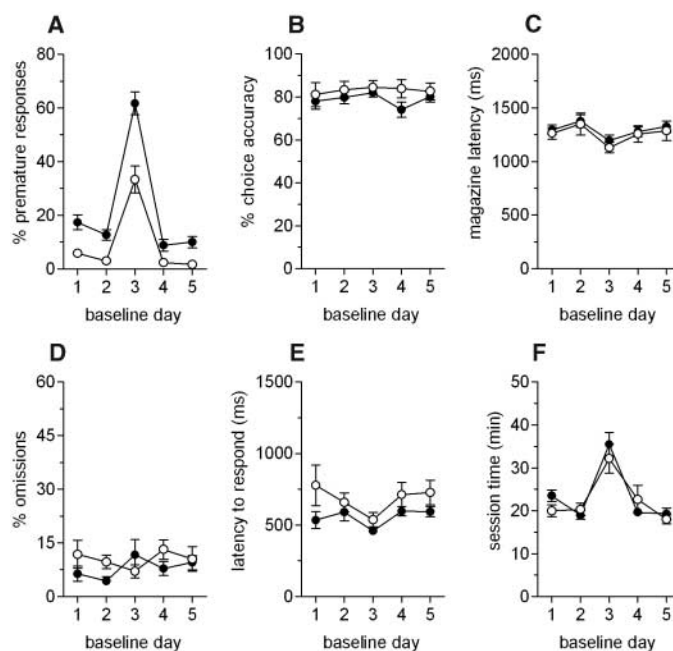 A
B
C
% premature responses
80
60
40
20
0
1 2 3 4 5
baseline day
% choice accuracy
100
80
60
40
20
0
1 2 3 4 5
baseline day
magazine latency (ms)
2000
1500
1000
500
0
1 2 3 4 5
baseline day
D
E
F
% omissions
60
45
30
15
0
1 2 3 4 5
baseline day
latency to respond (ms)
1500
1000
500
0
1 2 3 4 5
baseline day
session time (min)
50
40
30
20
10
0
1 2 3 4 5
baseline day